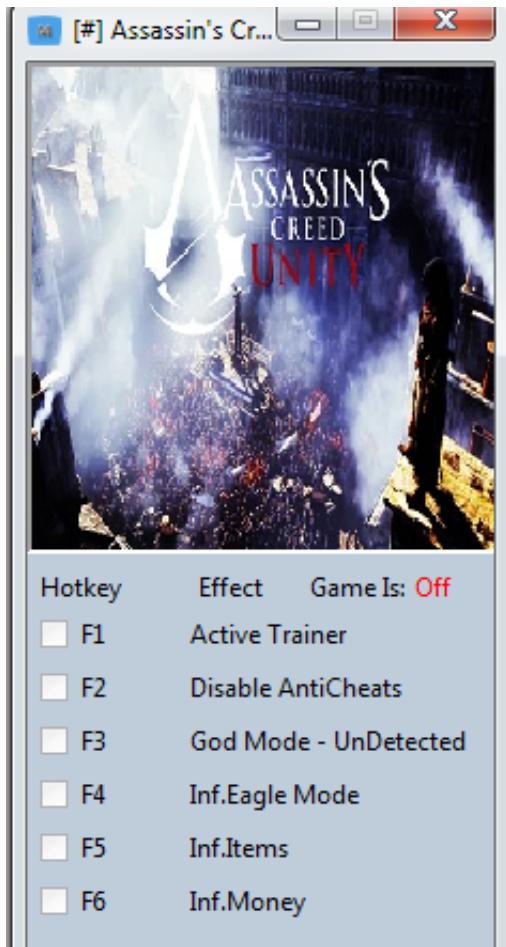 [#] Assassin's Cr...
ASSASSIN'S
CREED
UNITY
Hotkey Effect Game Is: Off
F1 Active Trainer
F2 Disable AntiCheats
F3 God Mode - UnDetected
F4 Inf.Eagle Mode
F5 Inf.Items
F6 Inf.Money